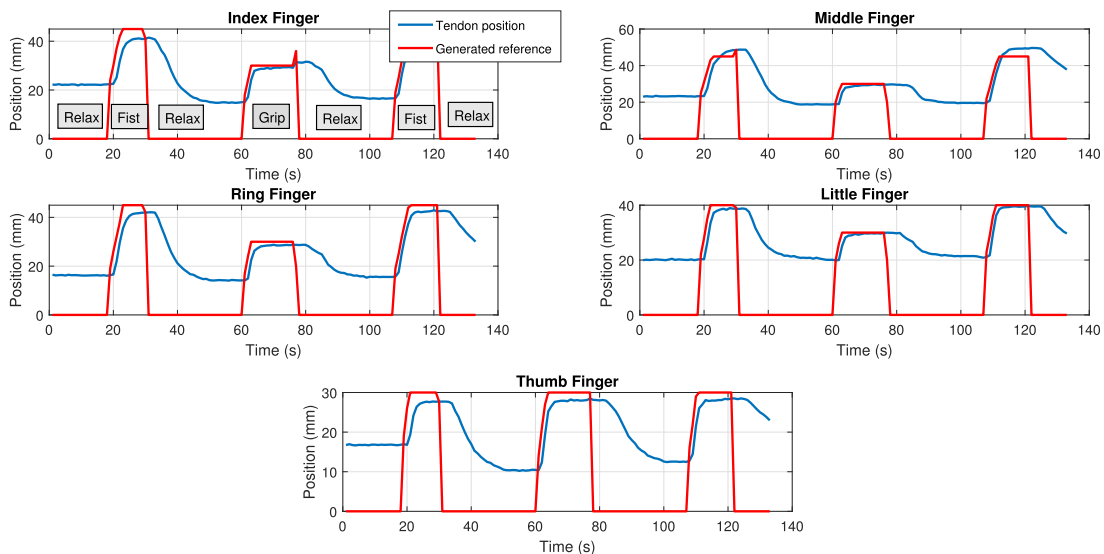 Index Finger
Tendon position
Generated reference
Position (mm)
40
20
0
Relax
Fist
Relax
Grip
Relax
Fist
Relax
0 20 40 60 80 100 120 140
Time (s)
Middle Finger
Position (mm)
60
40
20
0
0 20 40 60 80 100 120 140
Time (s)
Ring Finger
Position (mm)
40
20
0
0 20 40 60 80 100 120 140
Time (s)
Little Finger
Position (mm)
40
20
0
0 20 40 60 80 100 120 140
Time (s)
Thumb Finger
Position (mm)
30
20
10
0
0 20 40 60 80 100 120 140
Time (s)